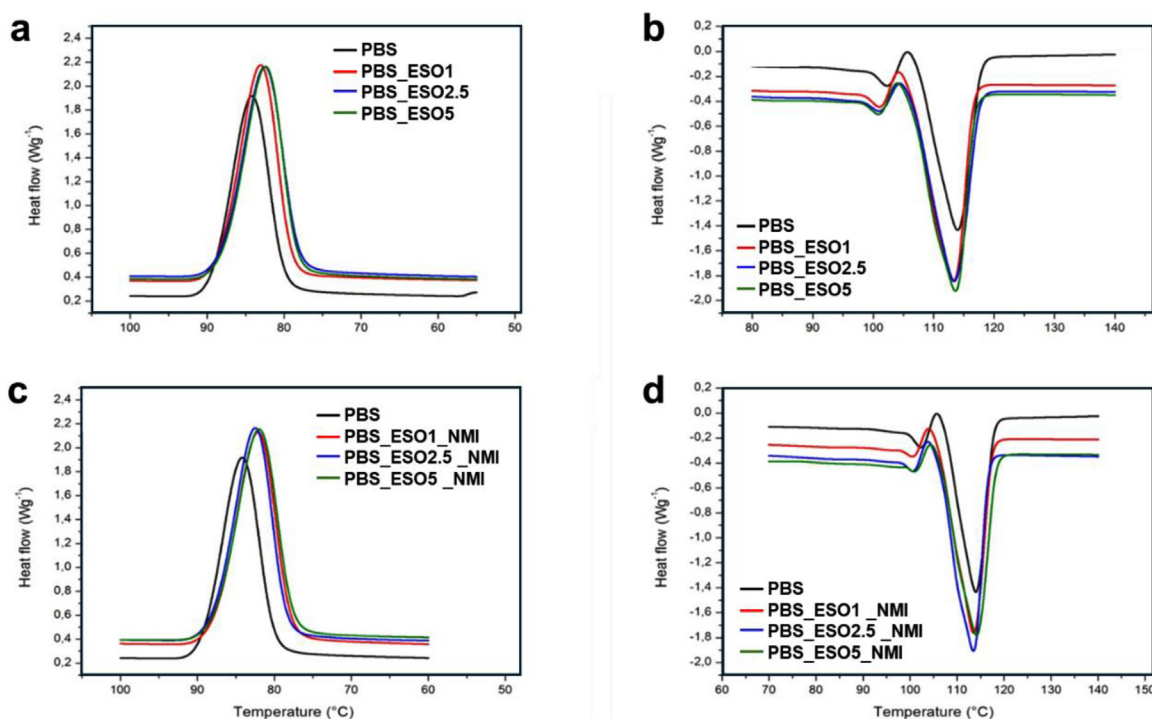 a
Heat flow (Wg⁻¹)
2,4
2,2
2,0
1,8
1,6
1,4
1,2
1,0
0,8
0,6
0,4
0,2
PBS
PBS_ESO1
PBS_ESO2.5
PBS_ESO5
100 90 80 70 60 50
b
Heat flow (Wg⁻¹)
0,2
0,0
-0,2
-0,4
-0,6
-0,8
-1,0
-1,2
-1,4
-1,6
-1,8
-2,0
PBS
PBS_ESO1
PBS_ESO2.5
PBS_ESO5
80 90 100 110 120 130 140
c
Heat flow (Wg⁻¹)
2,4
2,2
2,0
1,8
1,6
1,4
1,2
1,0
0,8
0,6
0,4
0,2
PBS
PBS_ESO1_NMI
PBS_ESO2.5 _NMI
PBS_ESO5 _NMI
100 90 80 70 60 50
Temperature (°C)
d
Heat flow (Wg⁻¹)
0,2
0,0
-0,2
-0,4
-0,6
-0,8
-1,0
-1,2
-1,4
-1,6
-1,8
-2,0
PBS
PBS_ESO1 _NMI
PBS_ESO2.5 _NMI
PBS_ESO5_NMI
60 70 80 90 100 110 120 130 140 150
Temperature (°C)